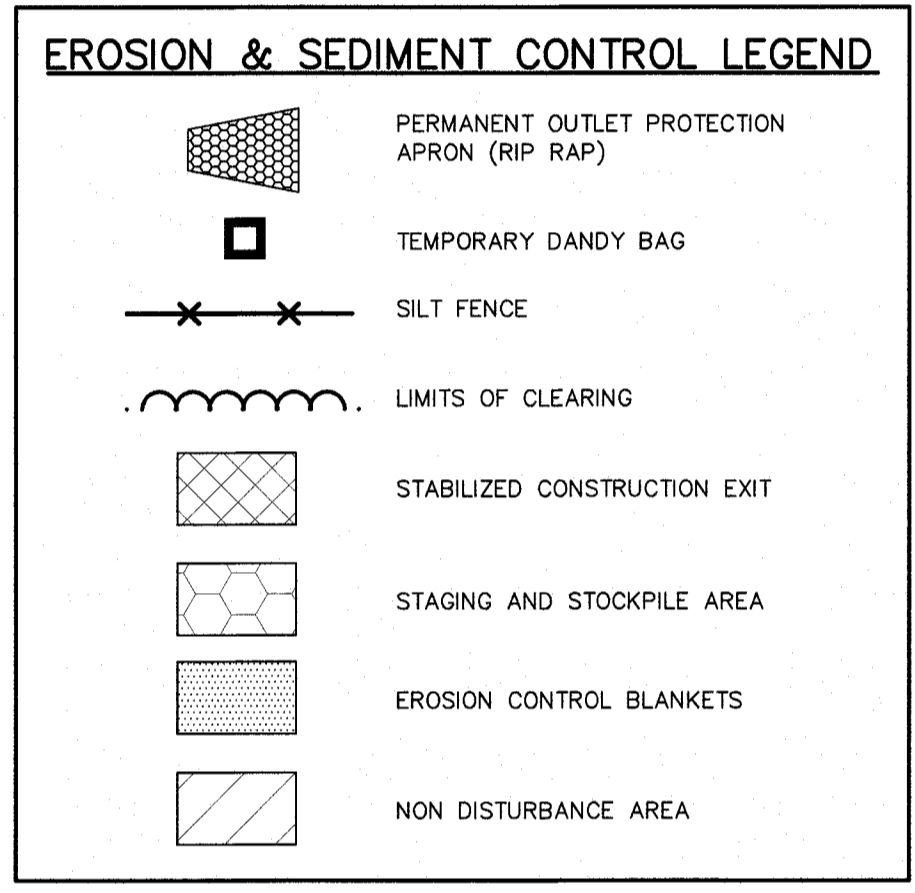 EROSION & SEDIMENT CONTROL LEGEND
PERMANENT OUTLET PROTECTION
APRON (RIP RAP)
TEMPORARY DANDY BAG
SILT FENCE
LIMITS OF CLEARING
STABILIZED CONSTRUCTION EXIT
STAGING AND STOCKPILE AREA
EROSION CONTROL BLANKETS
NON DISTURBANCE AREA